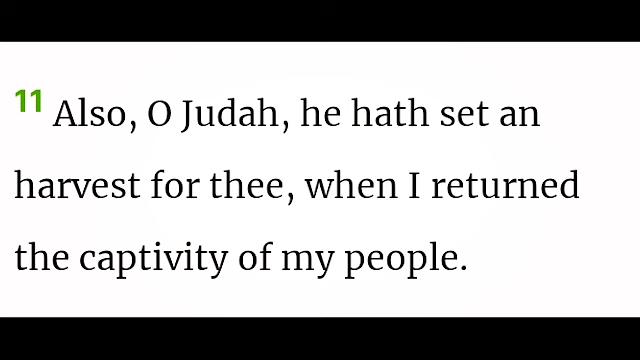 11 Also, O Judah, he hath set an
harvest for thee, when I returned
the captivity of my people.